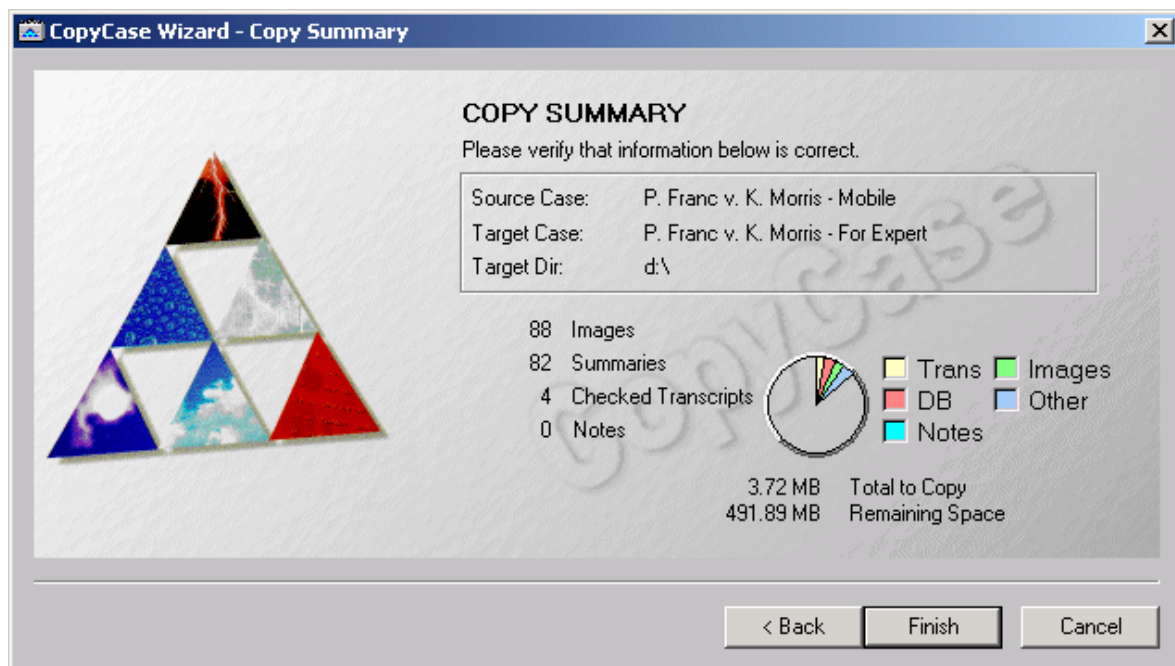 CopyCase Wizard - Copy Summary
COPY SUMMARY
Please verify that information below is correct.
Source Case: P. Franc v. K. Morris - Mobile
Target Case: P. Franc v. K. Morris - For Expert
Target Dir: d:\
88 Images
82 Summaries
4 Checked Transcripts
0 Notes
Trans Images
DB Other
Notes
3.72 MB Total to Copy
491.89 MB Remaining Space
CopyCase
< Back Finish Cancel